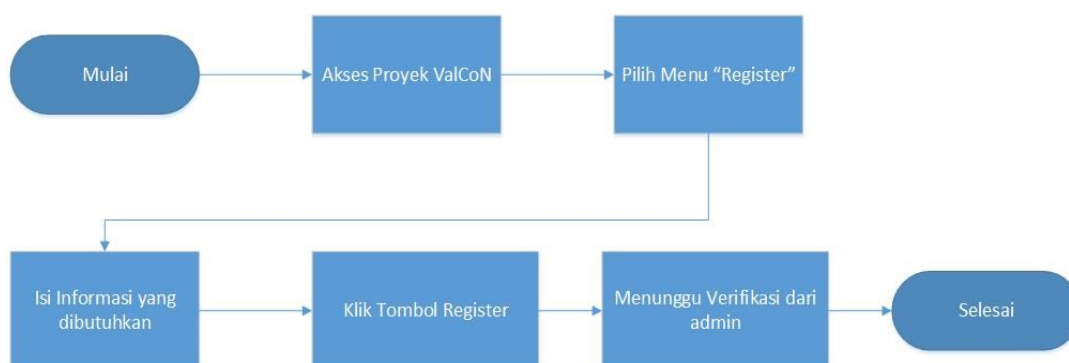 Mulai
Akses Proyek ValCoN
Pilih Menu “Register”
Isi Informasi yang
dibutuhkan
Klik Tombol Register
Menunggu Verifikasi dari
admin
Selesai